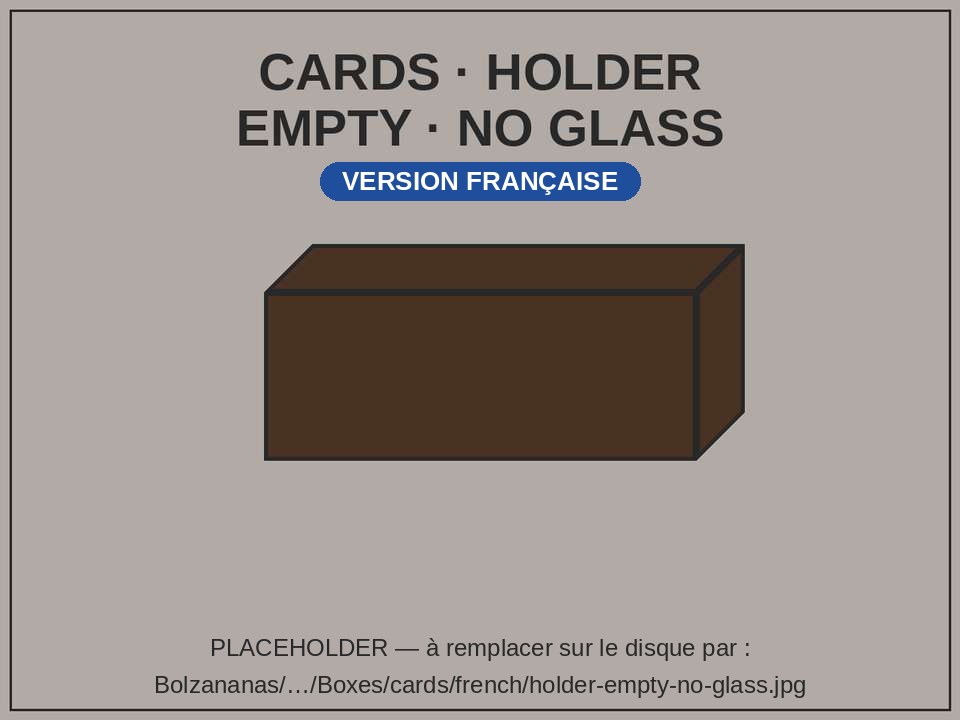 CARDS · HOLDER
EMPTY · NO GLASS
VERSION FRANÇAISE
PLACEHOLDER — à remplacer sur le disque par :
Bolzananas/…/Boxes/cards/french/holder-empty-no-glass.jpg